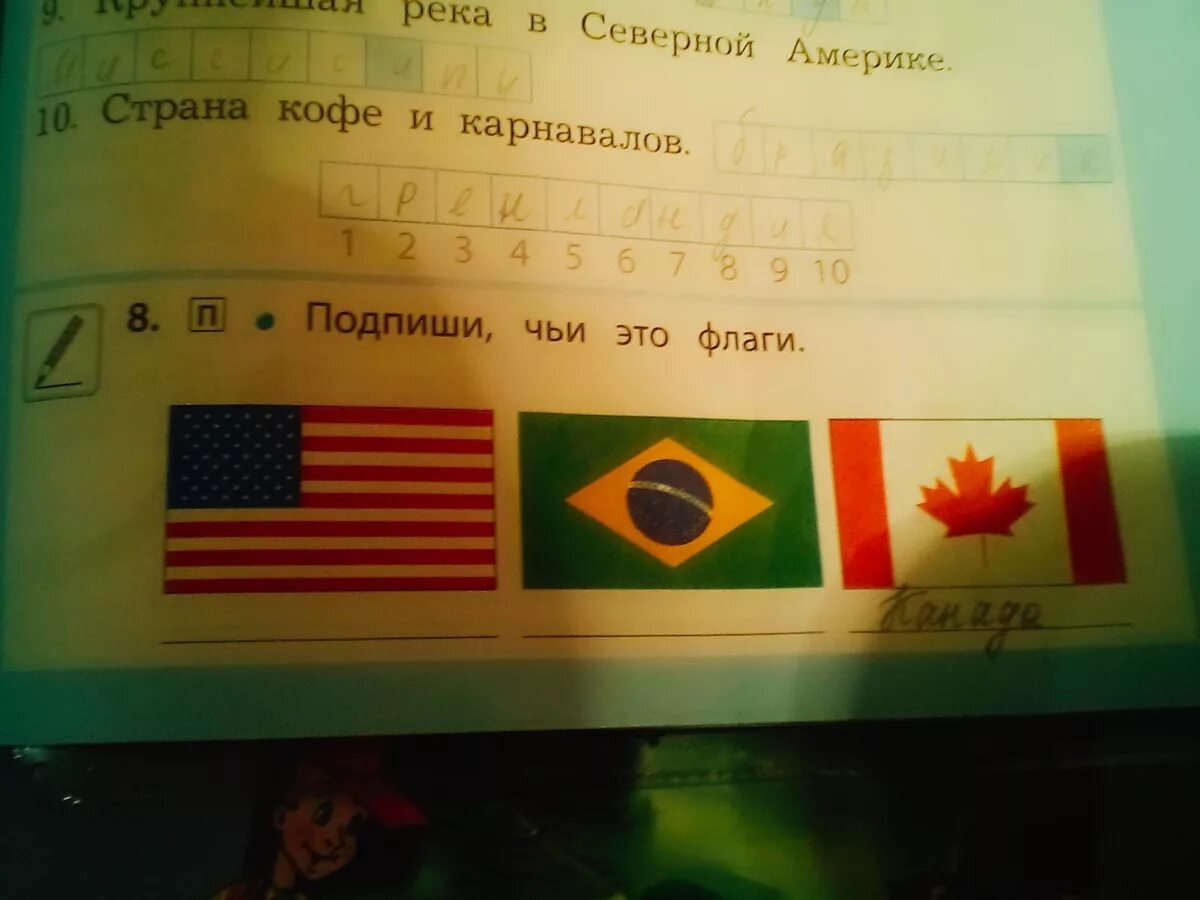 9. Крупнейшая река в Северной Америке.
миссисипи
10. Страна кофе и карнавалов.
бразилия
гренландия
1 2 3 4 5 6 7 8 9 10
8. П • Подпиши, чьи это флаги.
Канада